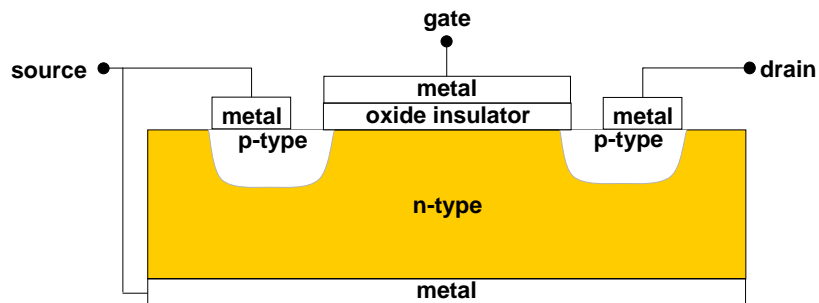 gate
source
drain
metal
metal
metal
oxide insulator
p-type
p-type
n-type
metal